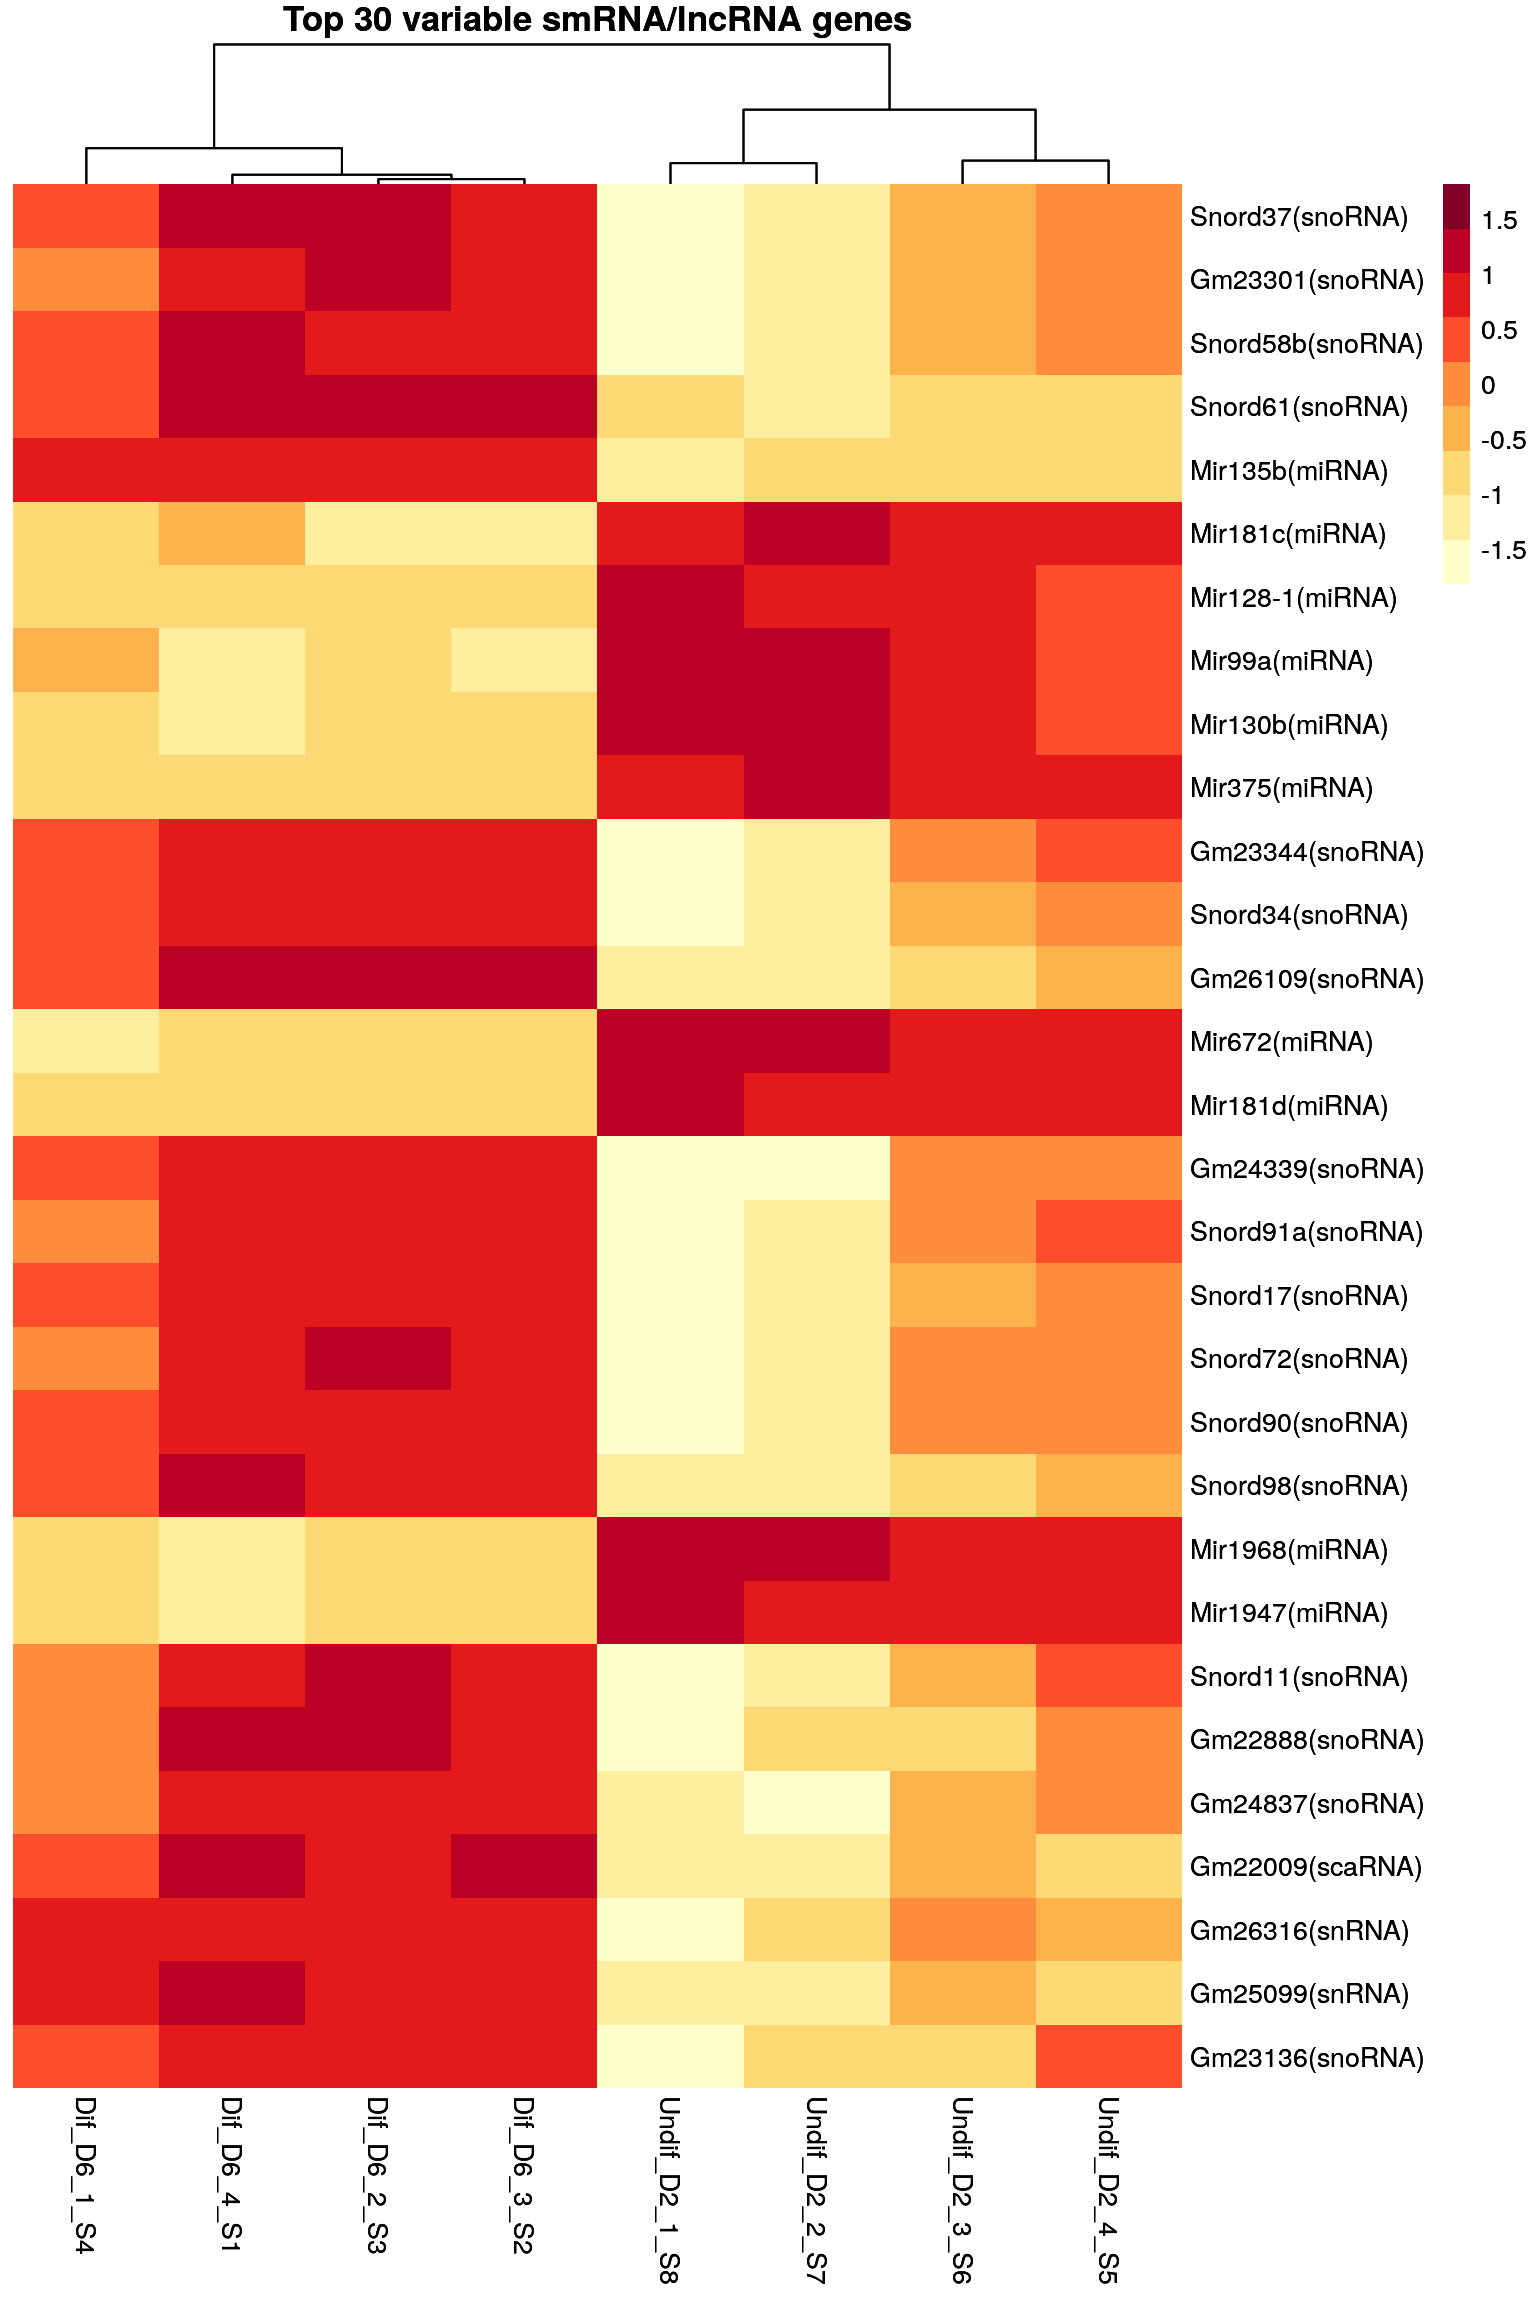 Top 30 variable smRNA/lncRNA genes
Snord37(snoRNA)
Gm23301(snoRNA)
Snord58b(snoRNA)
Snord61(snoRNA)
Mir135b(miRNA)
Mir181c(miRNA)
Mir128-1(miRNA)
Mir99a(miRNA)
Mir130b(miRNA)
Mir375(miRNA)
Gm23344(snoRNA)
Snord34(snoRNA)
Gm26109(snoRNA)
Mir672(miRNA)
Mir181d(miRNA)
Gm24339(snoRNA)
Snord91a(snoRNA)
Snord17(snoRNA)
Snord72(snoRNA)
Snord90(snoRNA)
Snord98(snoRNA)
Mir1968(miRNA)
Mir1947(miRNA)
Snord11(snoRNA)
Gm22888(snoRNA)
Gm24837(snoRNA)
Gm22009(scaRNA)
Gm26316(snRNA)
Gm25099(snRNA)
Gm23136(snoRNA)
1.5
1
0.5
0
-0.5
-1
-1.5
Dif_D6_1_S4
Dif_D6_4_S1
Dif_D6_2_S3
Dif_D6_3_S2
Undif_D2_1_S8
Undif_D2_2_S7
Undif_D2_3_S6
Undif_D2_4_S5